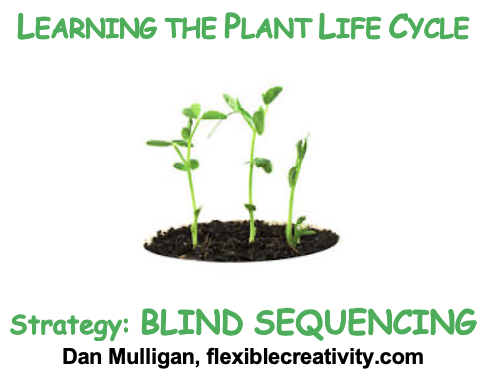 LEARNING THE PLANT LIFE CYCLE
Strategy: BLIND SEQUENCING
Dan Mulligan, flexiblecreativity.com